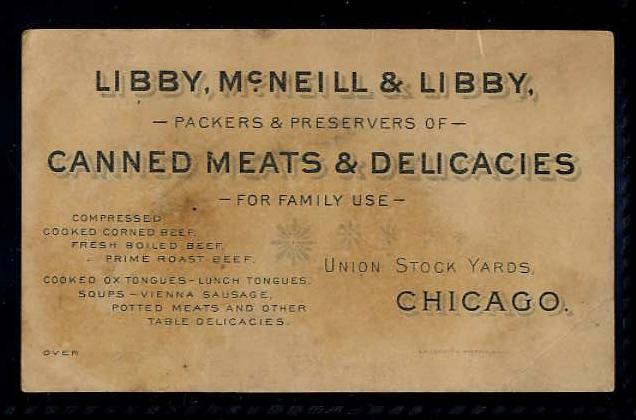 LIBBY, McNEILL & LIBBY,
— PACKERS & PRESERVERS OF —
CANNED MEATS & DELICACIES
— FOR FAMILY USE —
COMPRESSED
COOKED CORNED BEEF,
FRESH BOILED BEEF,
PRIME ROAST BEEF,
COOKED OX TONGUES – LUNCH TONGUES,
SOUPS – VIENNA SAUSAGE,
POTTED MEATS AND OTHER
TABLE DELICACIES.
UNION STOCK YARDS,
CHICAGO.
OVER